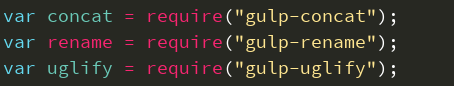 var concat = require("gulp-concat");
var rename = require("gulp-rename");
var uglify = require("gulp-uglify");